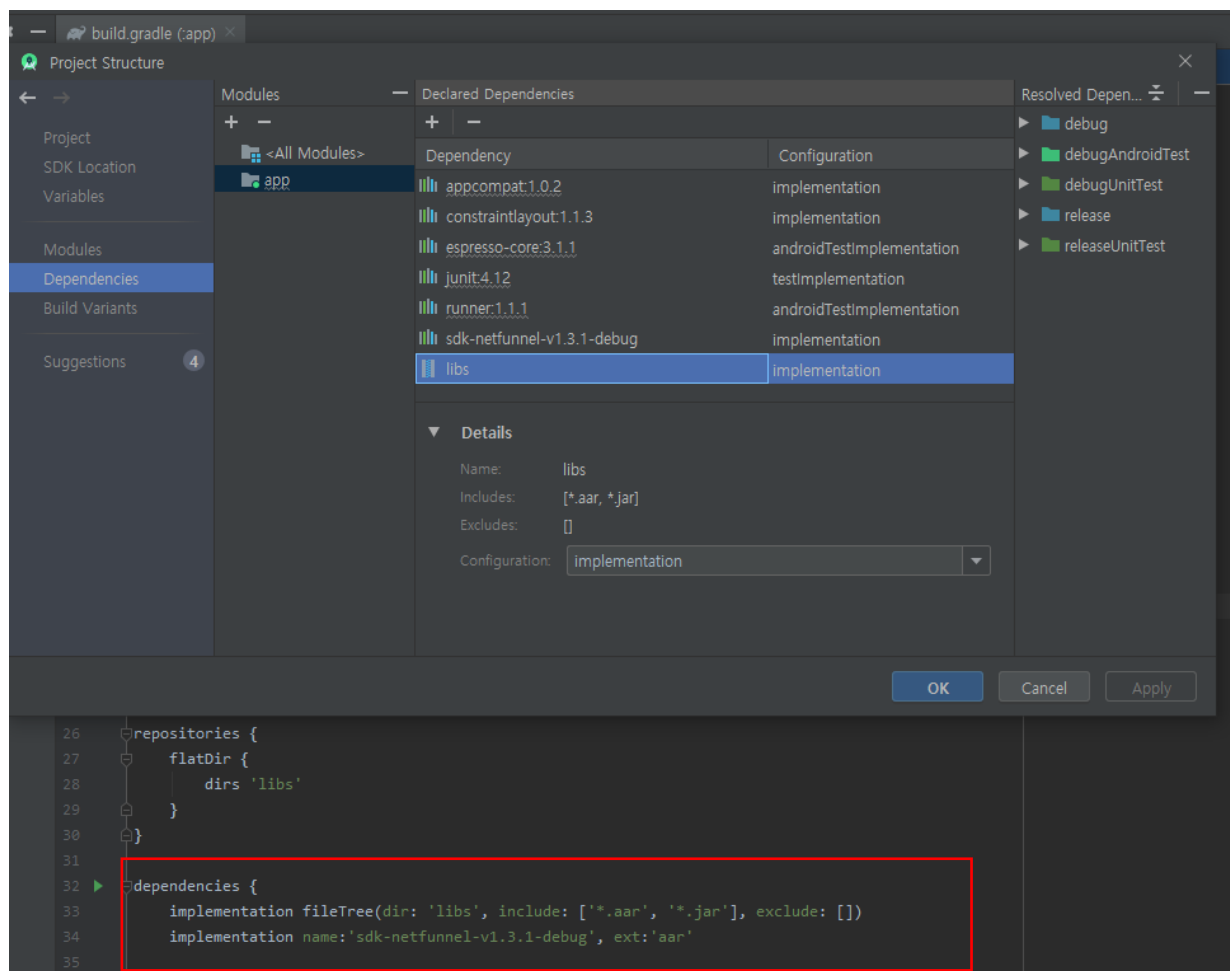 build.gradle (:app)
Project Structure
Project
SDK Location
Variables
Modules
Dependencies
Build Variants
Suggestions 4
Modules
<All Modules>
app
Declared Dependencies
Dependency Configuration
appcompat:1.0.2 implementation
constraintlayout:1.1.3 implementation
espresso-core:3.1.1 androidTestImplementation
junit:4.12 testImplementation
runner:1.1.1 androidTestImplementation
sdk-netfunnel-v1.3.1-debug implementation
libs implementation
Details
Name: libs
Includes: [*.aar, *.jar]
Excludes: []
Configuration: implementation
Resolved Depen...
debug
debugAndroidTest
debugUnitTest
release
releaseUnitTest
OK Cancel Apply
26 repositories {
27 flatDir {
28 dirs 'libs'
29 }
30 }
31
32 dependencies {
33 implementation fileTree(dir: 'libs', include: ['*.aar', '*.jar'], exclude: [])
34 implementation name:'sdk-netfunnel-v1.3.1-debug', ext:'aar'
35